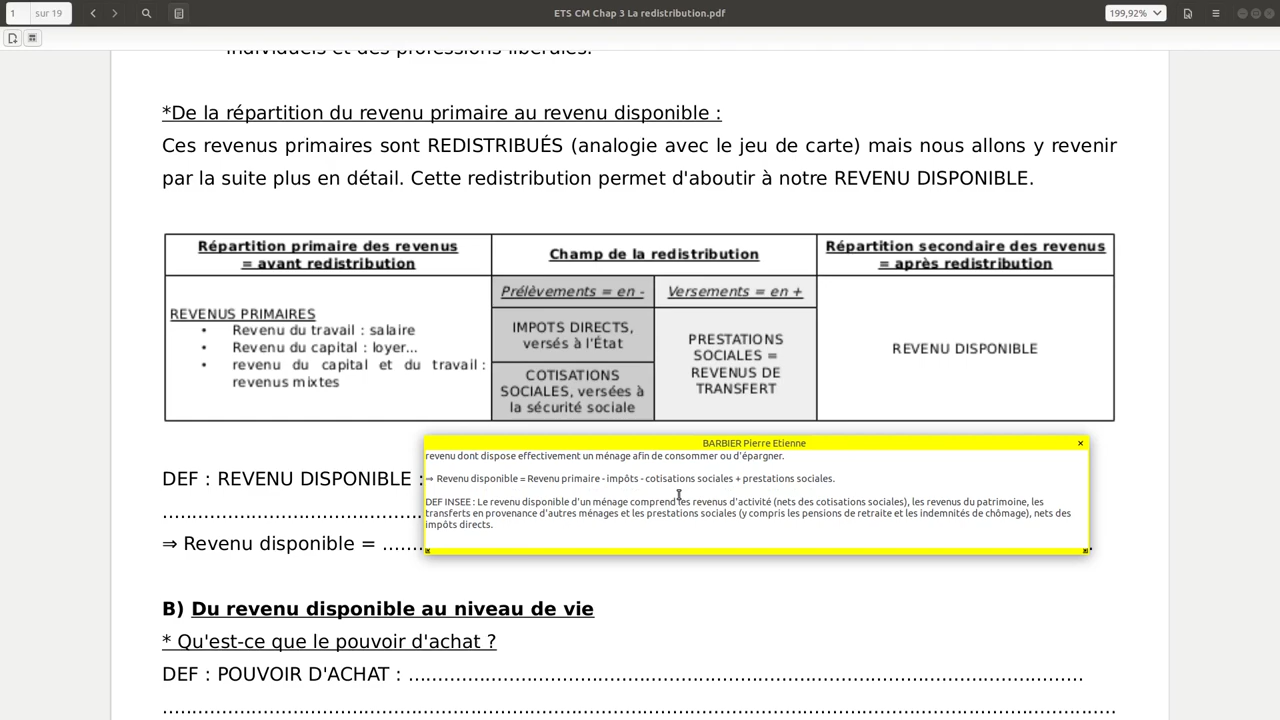 1 sur 19
ETS CM Chap 3 La redistribution.pdf
199,92%
individuels et des professions libérales.
*De la répartition du revenu primaire au revenu disponible :
Ces revenus primaires sont REDISTRIBUÉS (analogie avec le jeu de carte) mais nous allons y revenir
par la suite plus en détail. Cette redistribution permet d'aboutir à notre REVENU DISPONIBLE.
Répartition primaire des revenus
= avant redistribution
Champ de la redistribution
Répartition secondaire des revenus
= après redistribution
Prélèvements = en -
Versements = en +
REVENUS PRIMAIRES
• Revenu du travail : salaire
• Revenu du capital : loyer...
• revenu du capital et du travail :
revenus mixtes
IMPOTS DIRECTS,
versés à l'État
COTISATIONS
SOCIALES, versées à
la sécurité sociale
PRESTATIONS
SOCIALES =
REVENUS DE
TRANSFERT
REVENU DISPONIBLE
BARBIER Pierre Etienne
revenu dont dispose effectivement un ménage afin de consommer ou d'épargner.
⇒ Revenu disponible = Revenu primaire - impôts - cotisations sociales + prestations sociales.
DEF INSEE : Le revenu disponible d'un ménage comprend les revenus d'activité (nets des cotisations sociales), les revenus du patrimoine, les
transferts en provenance d'autres ménages et les prestations sociales (y compris les pensions de retraite et les indemnités de chômage), nets des
impôts directs.
DEF : REVENU DISPONIBLE :
........................................
⇒ Revenu disponible = ......
B) Du revenu disponible au niveau de vie
* Qu'est-ce que le pouvoir d'achat ?
DEF : POUVOIR D'ACHAT : ..........................................................................................................
..............................................................................................................................................